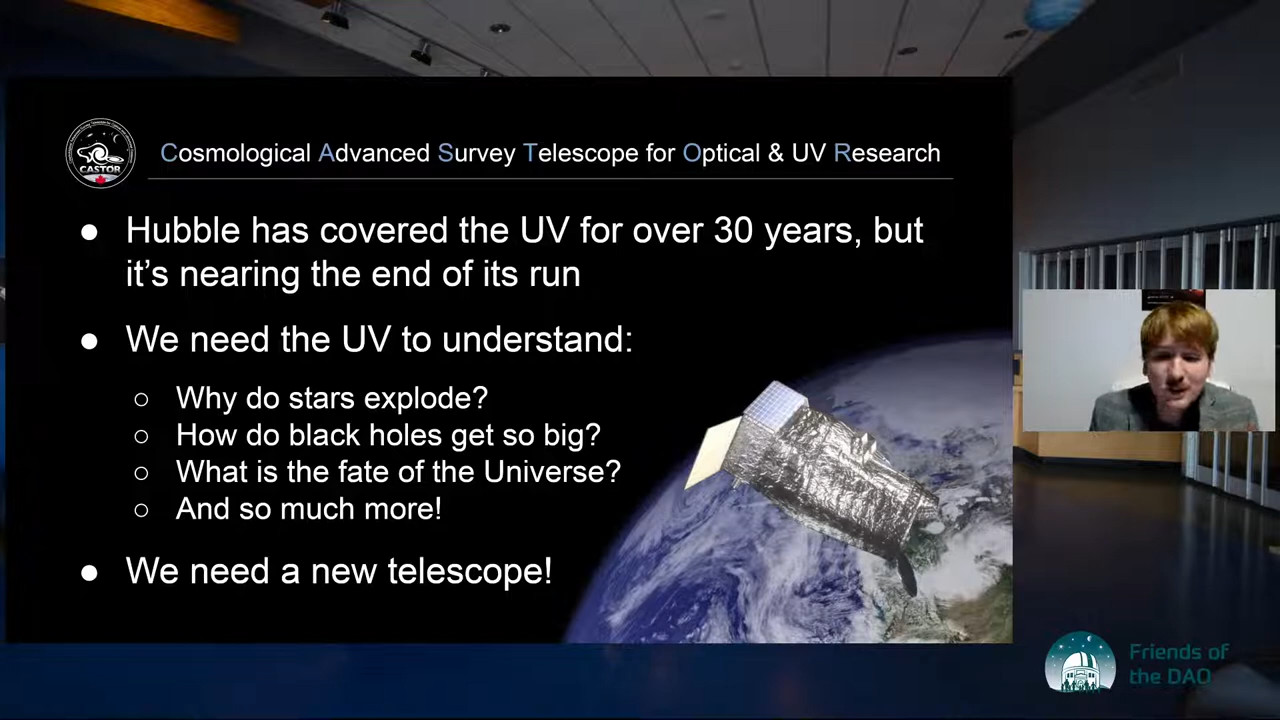 CASTOR
Cosmological Advanced Survey Telescope for Optical & UV Research
● Hubble has covered the UV for over 30 years, but
it's nearing the end of its run
● We need the UV to understand:
○ Why do stars explode?
○ How do black holes get so big?
○ What is the fate of the Universe?
○ And so much more!
● We need a new telescope!
Friends of
the DAO